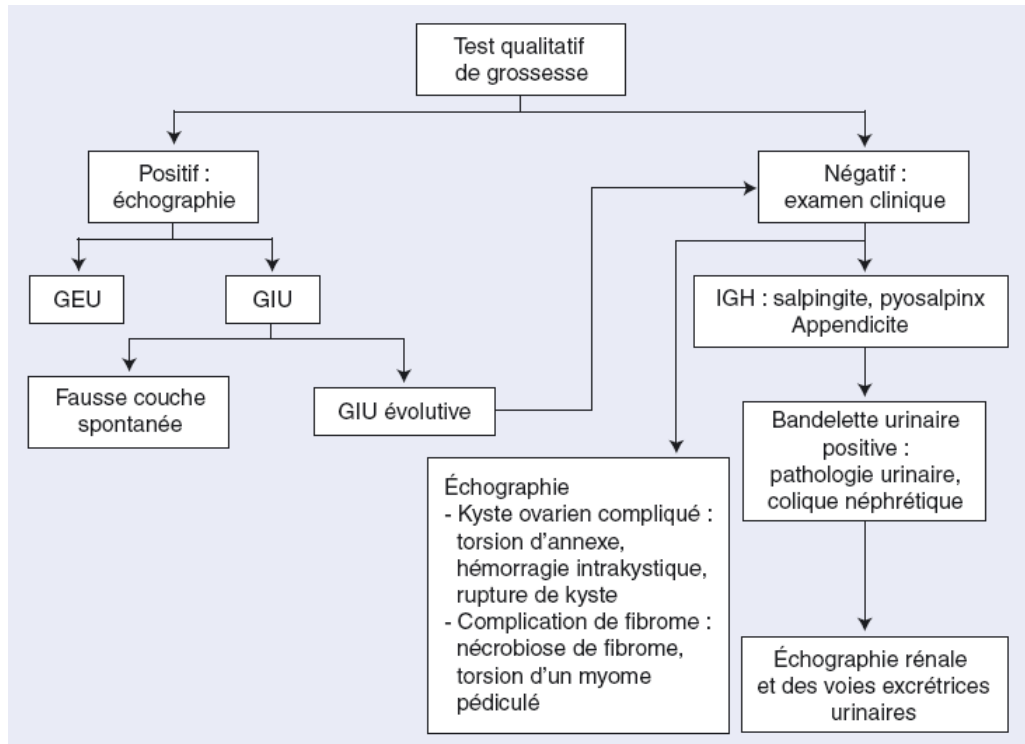 Test qualitatif
de grossesse
Positif :
échographie
Négatif :
examen clinique
GEU
GIU
IGH : salpingite, pyosalpinx
Appendicite
Fausse couche
spontanée
GIU évolutive
Bandelette urinaire
positive :
pathologie urinaire,
colique néphrétique
Échographie
- Kyste ovarien compliqué :
torsion d'annexe,
hémorragie intrakystique,
rupture de kyste
- Complication de fibrome :
nécrobiose de fibrome,
torsion d'un myome
pédiculé
Échographie rénale
et des voies excrétrices
urinaires